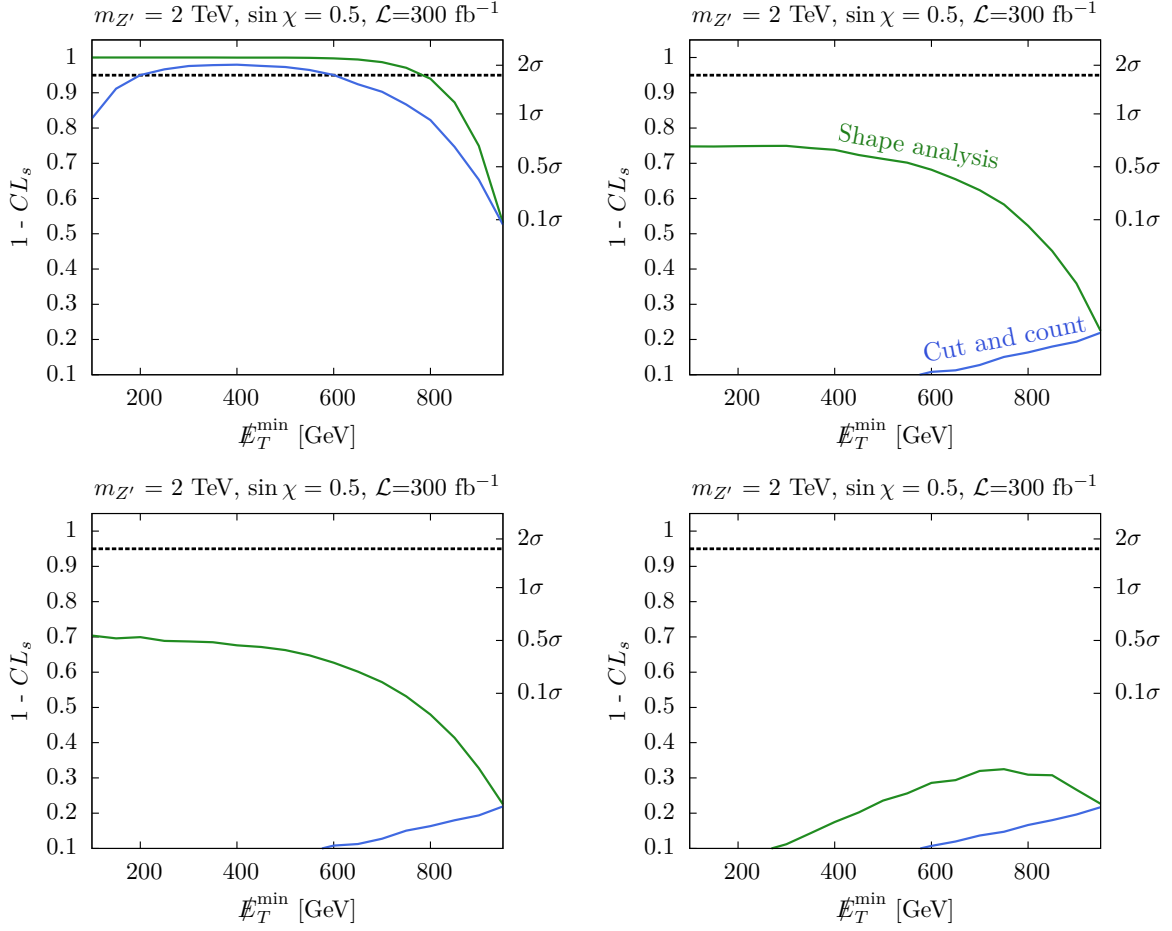 m_{Z'} = 2 TeV, sin χ = 0.5, ℒ=300 fb⁻¹
1 - CL_s
1
0.9
0.8
0.7
0.6
0.5
0.4
0.3
0.2
0.1
2σ
1σ
0.5σ
0.1σ
200 400 600 800
E̸_T^min [GeV]
m_{Z'} = 2 TeV, sin χ = 0.5, ℒ=300 fb⁻¹
1 - CL_s
1
0.9
0.8
0.7
0.6
0.5
0.4
0.3
0.2
0.1
Shape analysis
Cut and count
2σ
1σ
0.5σ
0.1σ
200 400 600 800
E̸_T^min [GeV]
m_{Z'} = 2 TeV, sin χ = 0.5, ℒ=300 fb⁻¹
1 - CL_s
1
0.9
0.8
0.7
0.6
0.5
0.4
0.3
0.2
0.1
2σ
1σ
0.5σ
0.1σ
200 400 600 800
E̸_T^min [GeV]
m_{Z'} = 2 TeV, sin χ = 0.5, ℒ=300 fb⁻¹
1 - CL_s
1
0.9
0.8
0.7
0.6
0.5
0.4
0.3
0.2
0.1
2σ
1σ
0.5σ
0.1σ
200 400 600 800
E̸_T^min [GeV]